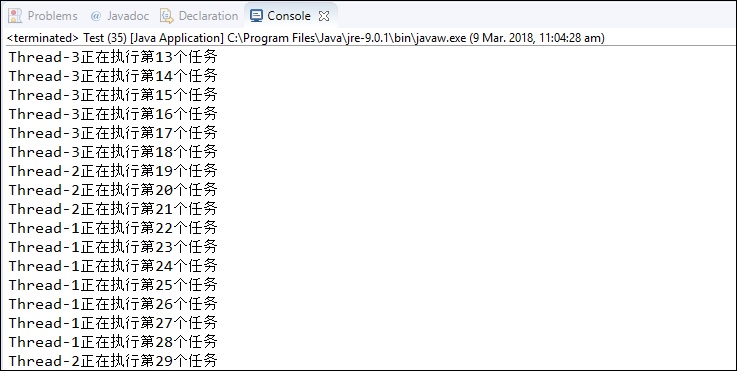 Problems @ Javadoc Declaration Console
<terminated> Test (35) [Java Application] C:\Program Files\Java\jre-9.0.1\bin\javaw.exe (9 Mar. 2018, 11:04:28 am)
Thread-3正在执行第13个任务
Thread-3正在执行第14个任务
Thread-3正在执行第15个任务
Thread-3正在执行第16个任务
Thread-3正在执行第17个任务
Thread-3正在执行第18个任务
Thread-2正在执行第19个任务
Thread-2正在执行第20个任务
Thread-2正在执行第21个任务
Thread-1正在执行第22个任务
Thread-1正在执行第23个任务
Thread-1正在执行第24个任务
Thread-1正在执行第25个任务
Thread-1正在执行第26个任务
Thread-1正在执行第27个任务
Thread-1正在执行第28个任务
Thread-2正在执行第29个任务